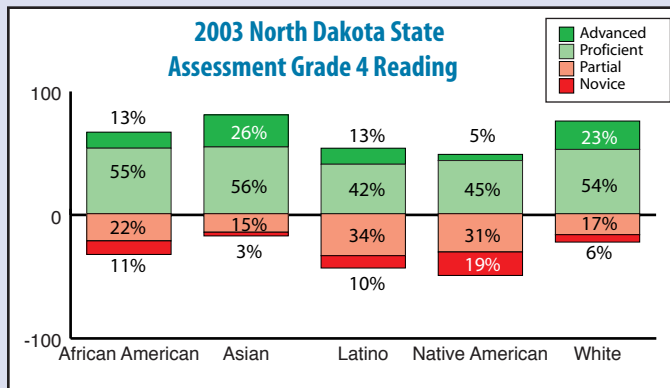 2003 North Dakota State
Assessment Grade 4 Reading
Advanced
Proficient
Partial
Novice
100
0
-100
13%
55%
22%
11%
26%
56%
15%
3%
13%
42%
34%
10%
5%
45%
31%
19%
23%
54%
17%
6%
African American
Asian
Latino
Native American
White